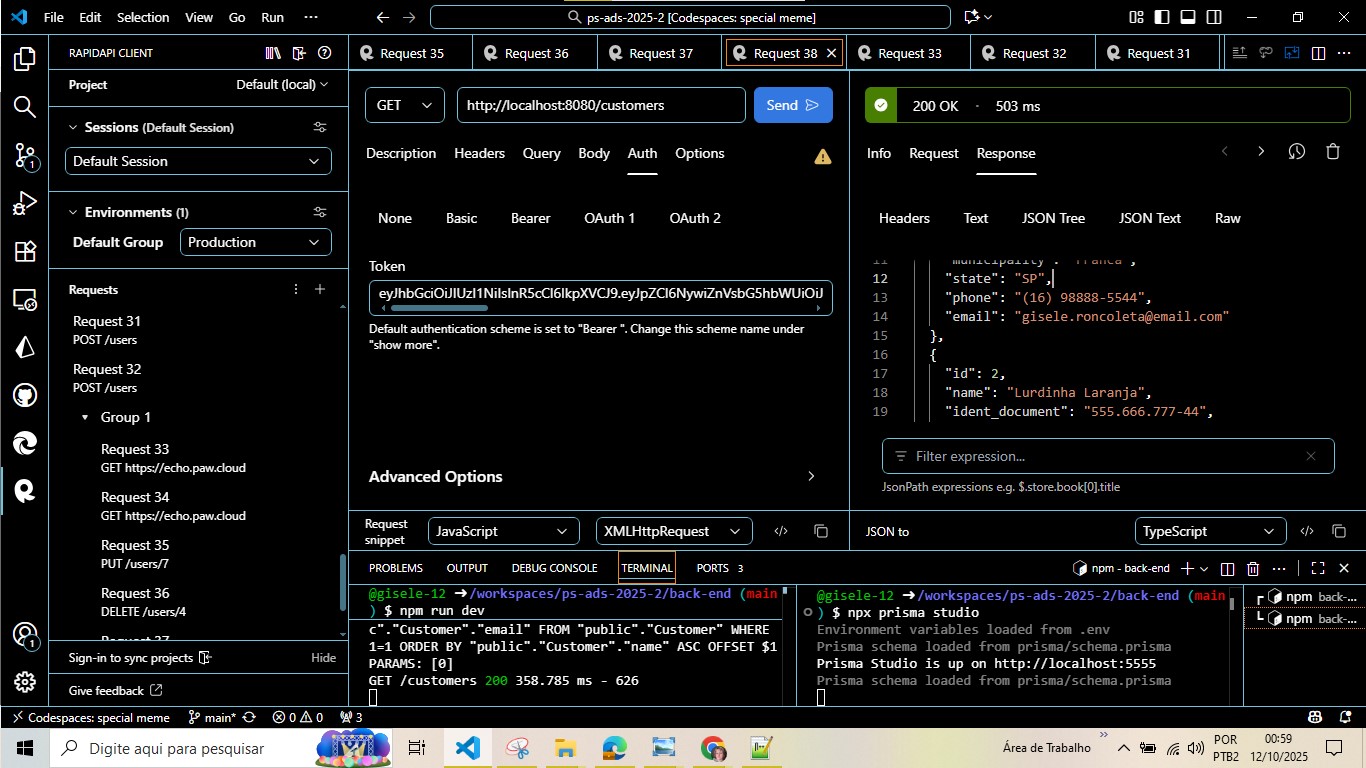 File Edit Selection View Go Run ···
ps-ads-2025-2 [Codespaces: special meme]
RAPIDAPI CLIENT
Project Default (local)
Sessions (Default Session)
Default Session
Environments (1)
Default Group Production
Requests
Request 31
POST /users
Request 32
POST /users
Group 1
Request 33
GET https://echo.paw.cloud
Request 34
GET https://echo.paw.cloud
Request 35
PUT /users/7
Request 36
DELETE /users/4
Request 37
Sign-in to sync projects Hide
Give feedback
Request 35 Request 36 Request 37 Request 38 Request 33 Request 32 Request 31
GET http://localhost:8080/customers Send
Description Headers Query Body Auth Options
None Basic Bearer OAuth 1 OAuth 2
Token
eyJhbGciOiJIUzI1NiIsInR5cCI6IkpXVCJ9.eyJpZCI6NywiZnVsbG5hbWUiOiJ
Default authentication scheme is set to "Bearer ". Change this scheme name under
"show more".
Advanced Options
Request
snippet JavaScript XMLHttpRequest
200 OK · 503 ms
Info Request Response
Headers Text JSON Tree JSON Text Raw
11 "municipality": "Franca",
12 "state": "SP",
13 "phone": "(16) 98888-5544",
14 "email": "gisele.roncoleta@email.com"
15 },
16 {
17 "id": 2,
18 "name": "Lurdinha Laranja",
19 "ident_document": "555.666.777-44",
Filter expression...
JsonPath expressions e.g. $.store.book[0].title
JSON to TypeScript
PROBLEMS OUTPUT DEBUG CONSOLE TERMINAL PORTS 3 npm - back-end
@gisele-12 ➜/workspaces/ps-ads-2025-2/back-end (main
) $ npm run dev
c"."Customer"."email" FROM "public"."Customer" WHERE
1=1 ORDER BY "public"."Customer"."name" ASC OFFSET $1
PARAMS: [0]
GET /customers 200 358.785 ms - 626
@gisele-12 ➜/workspaces/ps-ads-2025-2/back-end (main
) $ npx prisma studio
Environment variables loaded from .env
Prisma schema loaded from prisma/schema.prisma
Prisma Studio is up on http://localhost:5555
Prisma schema loaded from prisma/schema.prisma
npm back-...
npm back-...
1
1
Codespaces: special meme main* 0 0 3
Digite aqui para pesquisar
Área de Trabalho
POR
PTB2
00:59
12/10/2025